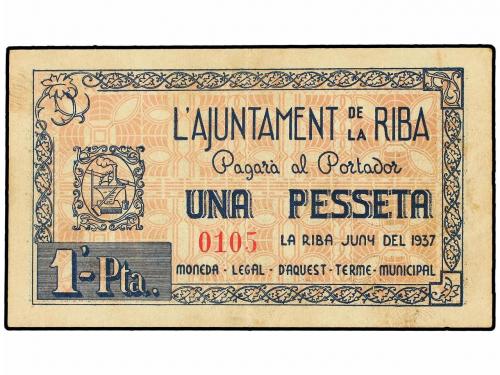 L'AJUNTAMENT DE LA RIBA
Pagarà al Portador
UNA PESSETA
0105 LA RIBA JUNY DEL 1937
1'-Pta..
MONEDA - LEGAL - DAQUEST - TERME - MUNICIPAL